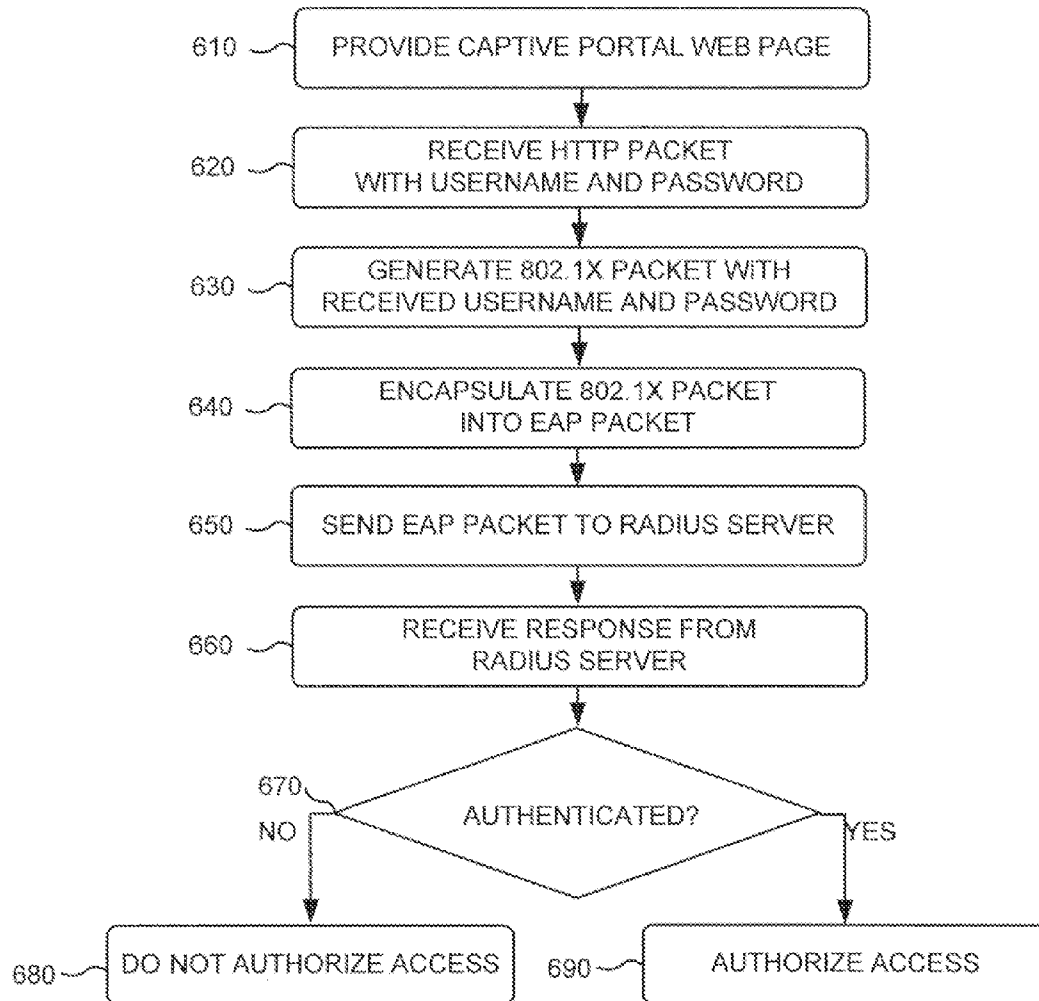 610
PROVIDE CAPTIVE PORTAL WEB PAGE
620
RECEIVE HTTP PACKET
WITH USERNAME AND PASSWORD
630
GENERATE 802.1X PACKET WITH
RECEIVED USERNAME AND PASSWORD
640
ENCAPSULATE 802.1X PACKET
INTO EAP PACKET
650
SEND EAP PACKET TO RADIUS SERVER
660
RECEIVE RESPONSE FROM
RADIUS SERVER
670
AUTHENTICATED?
NO
YES
680
DO NOT AUTHORIZE ACCESS
690
AUTHORIZE ACCESS